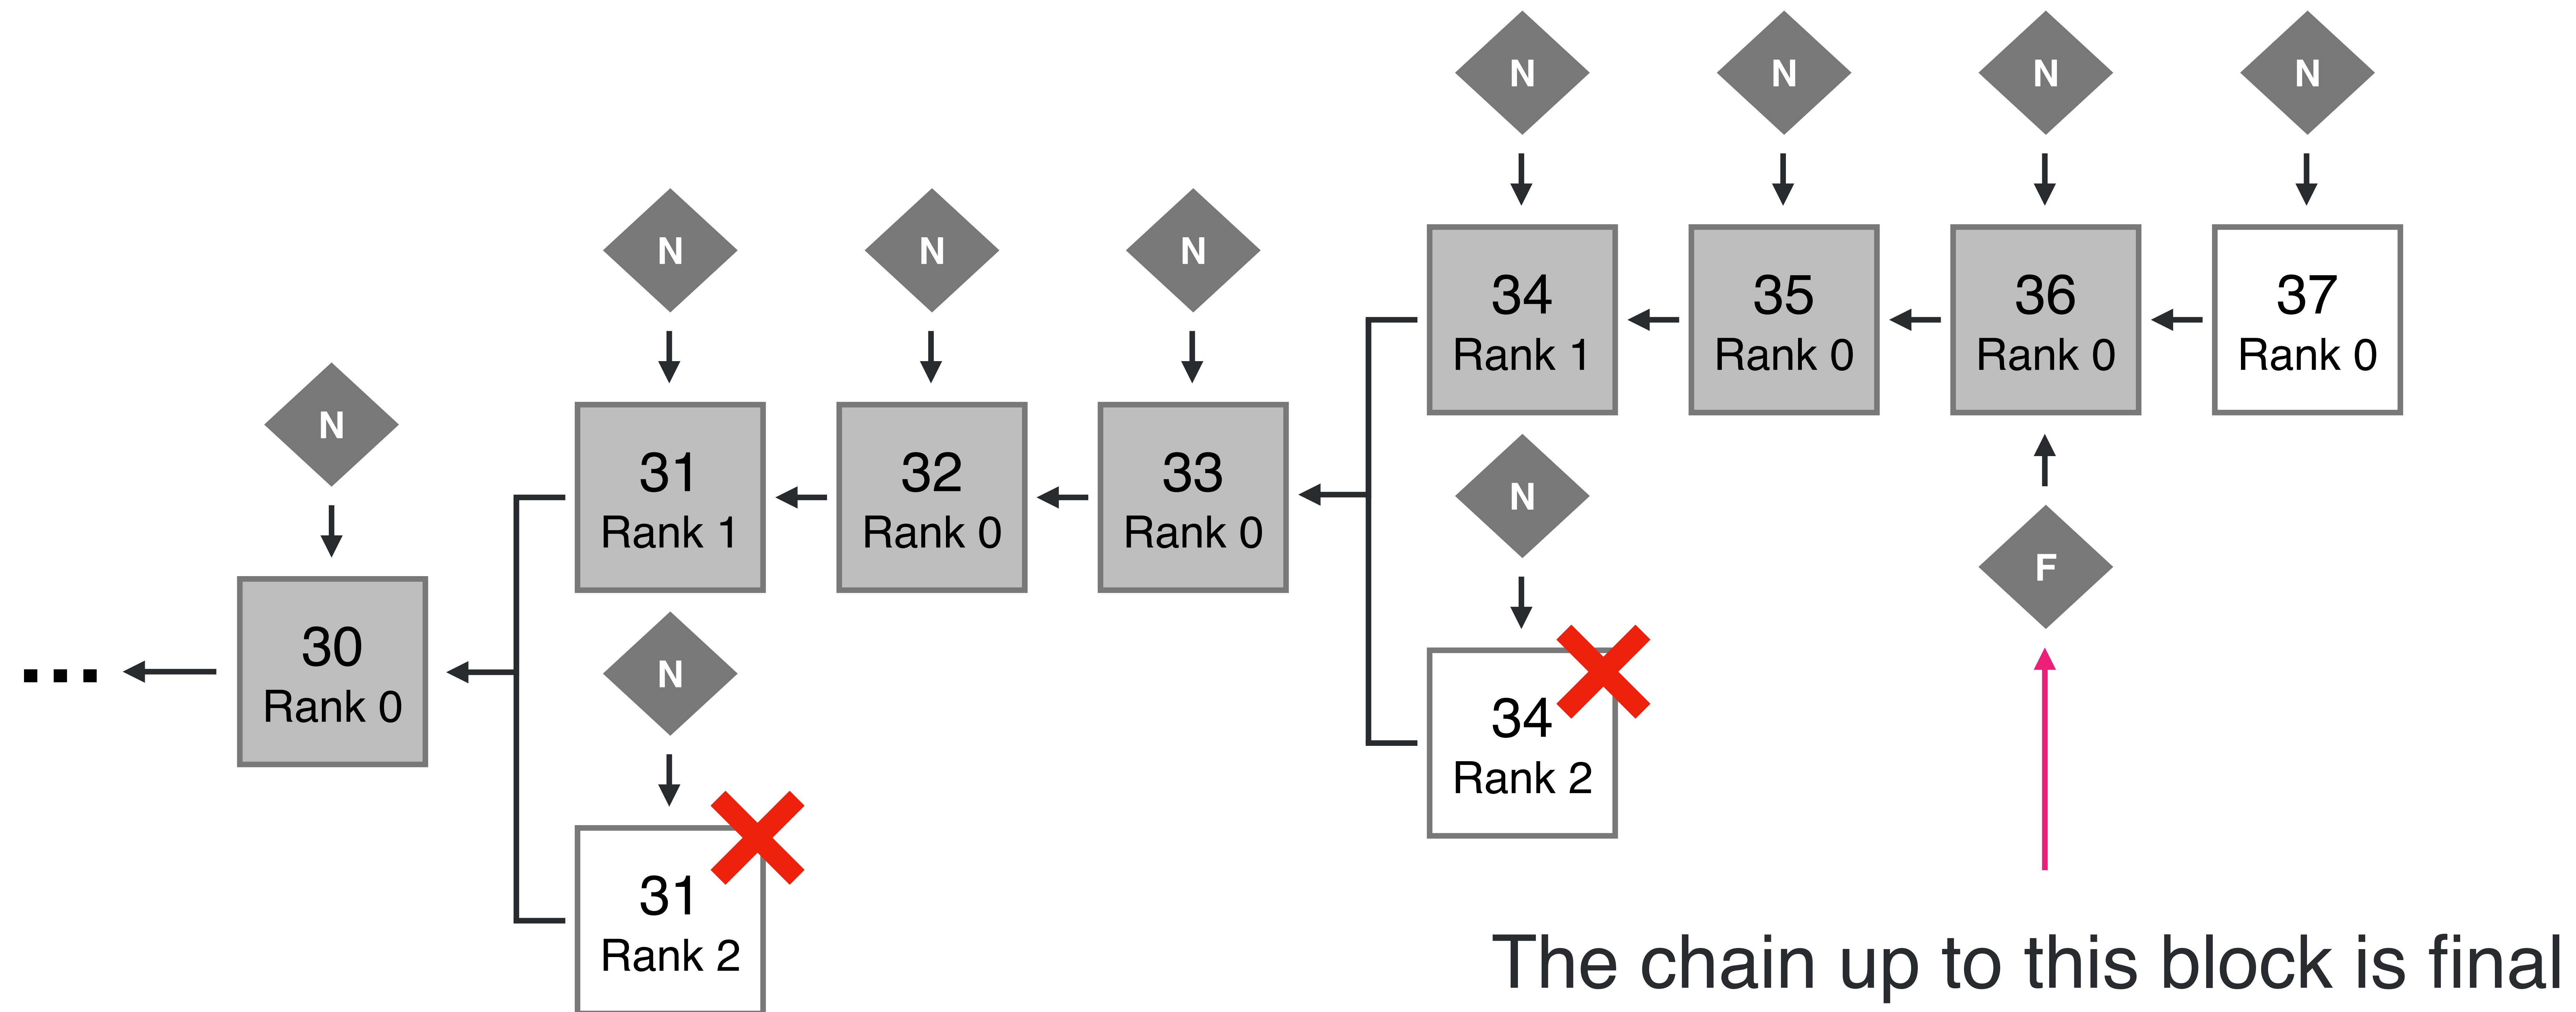 N
N
N
N
N
N
N
34
Rank 1
35
Rank 0
36
Rank 0
37
Rank 0
N
31
Rank 1
32
Rank 0
33
Rank 0
N
F
30
Rank 0
...
N
34
Rank 2
31
Rank 2
The chain up to this block is final